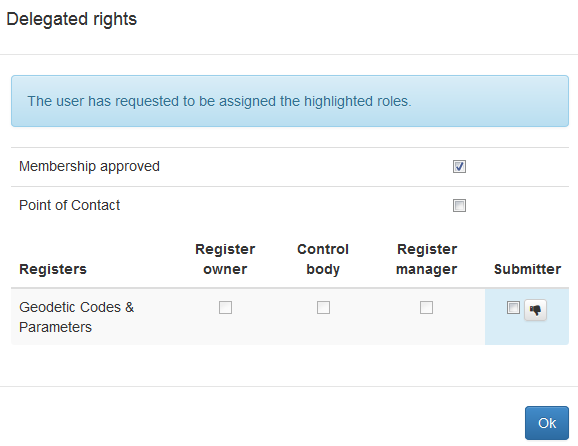 Delegated rights
The user has requested to be assigned the highlighted roles.
Membership approved
Point of Contact
Registers
Register owner
Control body
Register manager
Submitter
Geodetic Codes &
Parameters
Ok